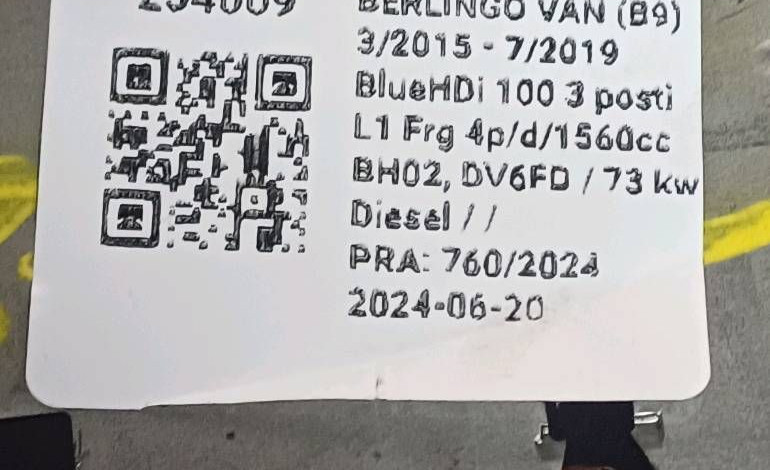 BERLINGO VAN (B9)
3/2015 - 7/2019
BlueHDi 100 3 posti
L1 Frg 4p/d/1560cc
BH02, DV6FD / 73 kw
Diesel / /
PRA: 760/2024
2024-06-20